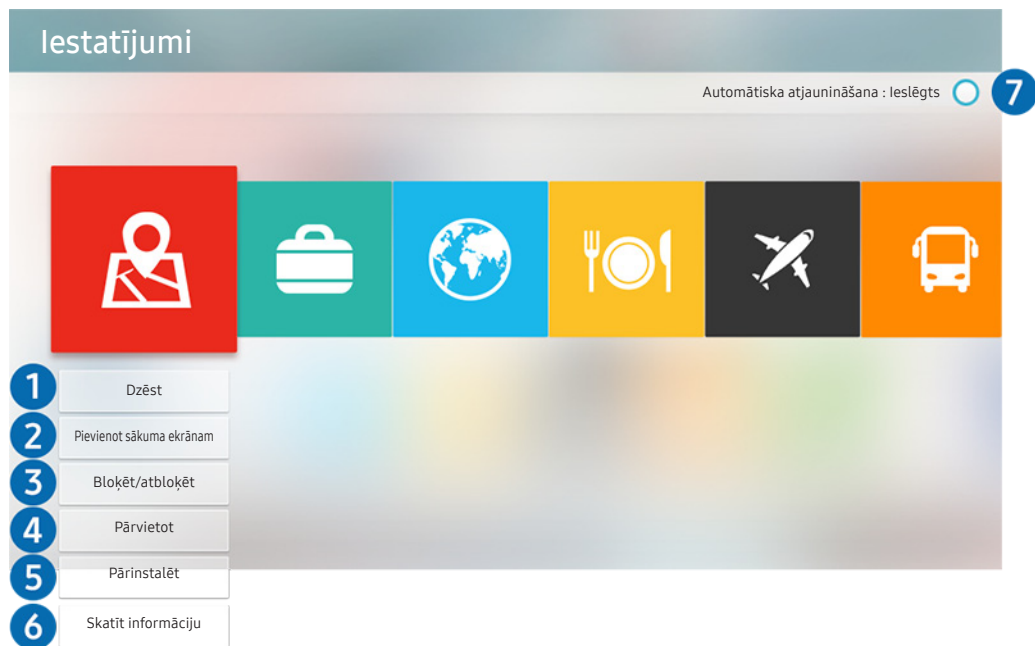 Iestatījumi
Automātiska atjaunināšana : Ieslēgts 7
1 Dzēst
2 Pievienot sākuma ekrānam
3 Bloķēt/atbloķēt
4 Pārvietot
5 Pārinstalēt
6 Skatīt informāciju